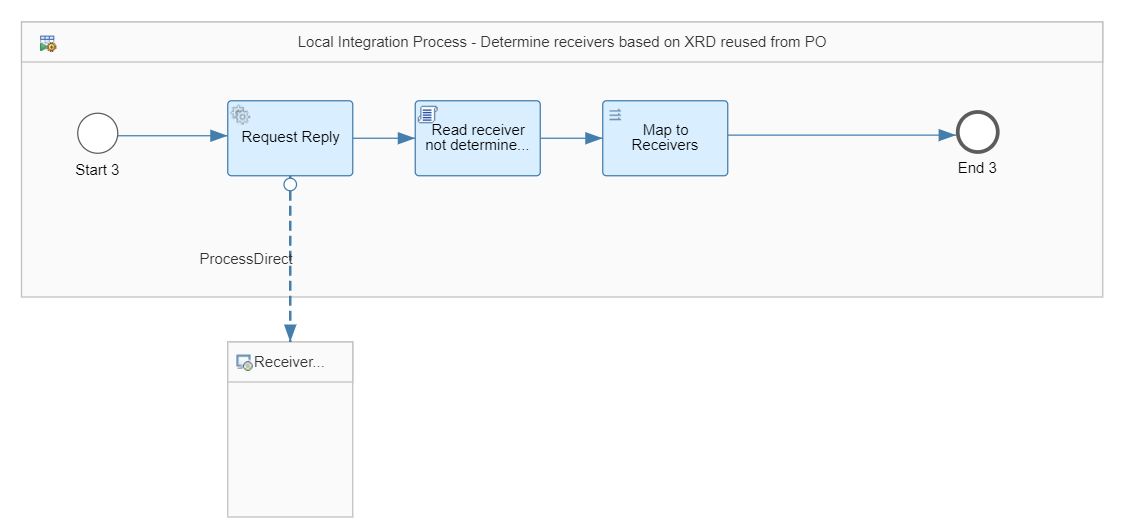 Local Integration Process - Determine receivers based on XRD reused from PO
Start 3
Request Reply
Read receiver
not determine...
Map to
Receivers
End 3
ProcessDirect
Receiver...